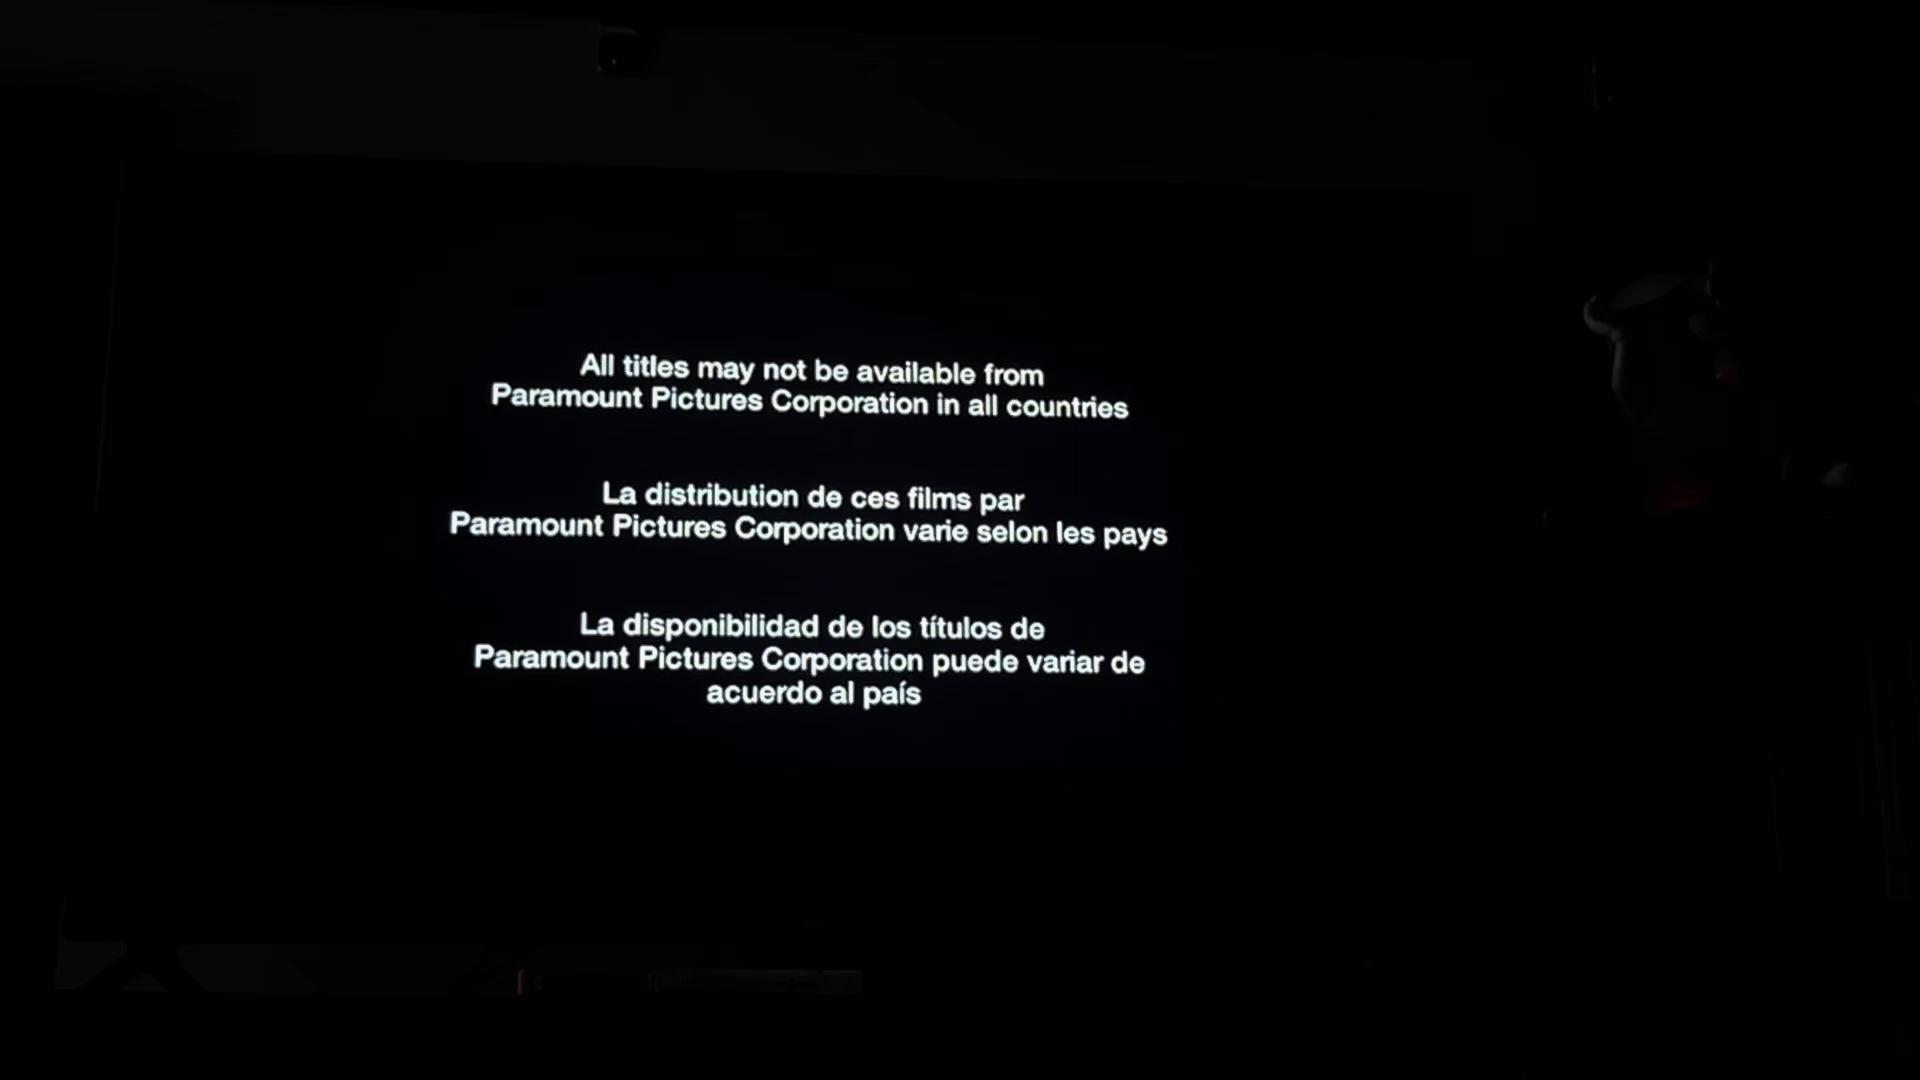 All titles may not be available from
Paramount Pictures Corporation in all countries
La distribution de ces films par
Paramount Pictures Corporation varie selon les pays
La disponibilidad de los títulos de
Paramount Pictures Corporation puede variar de
acuerdo al país